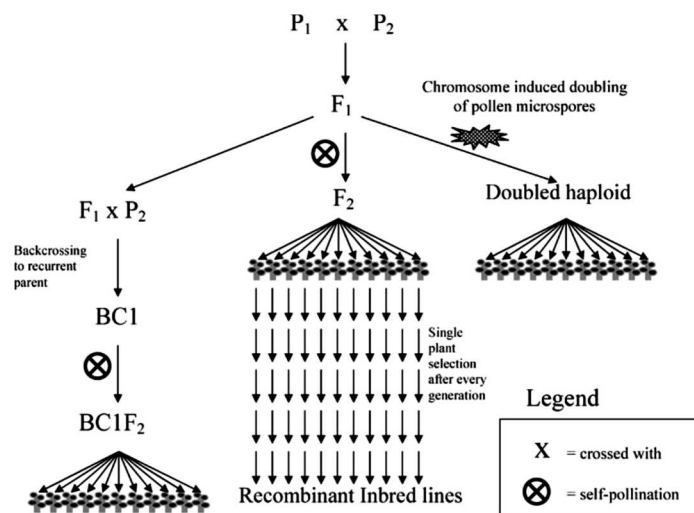 P₁ x P₂
F₁
Chromosome induced doubling
of pollen microspores
F₁ x P₂
F₂
Doubled haploid
Backcrossing
to recurrent
parent
BC1
Single
plant
selection
after every
generation
BC1F₂
Recombinant Inbred lines
Legend
X = crossed with
⊗ = self-pollination